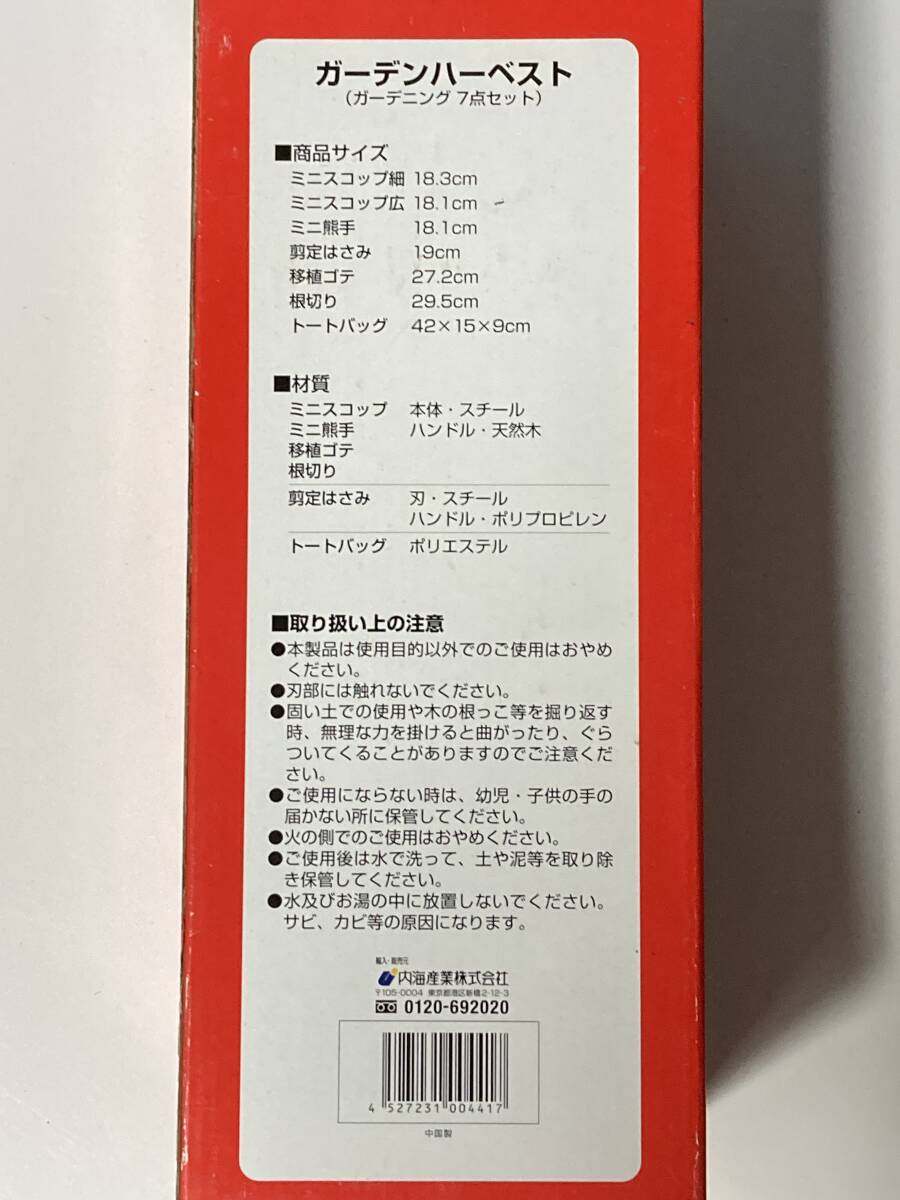 ガーデンハーベスト
(ガーデニング 7点セット)
■商品サイズ
ミニスコップ細 18.3cm
ミニスコップ広 18.1cm
ミニ熊手 18.1cm
剪定はさみ 19cm
移植ゴテ 27.2cm
根切り 29.5cm
トートバッグ 42×15×9cm
■材質
ミニスコップ 本体・スチール
ミニ熊手 ハンドル・天然木
移植ゴテ
根切り
剪定はさみ 刃・スチール
ハンドル・ポリプロピレン
トートバッグ ポリエステル
■取り扱い上の注意
●本製品は使用目的以外でのご使用はおやめ
ください。
●刃部には触れないでください。
●固い土での使用や木の根っこ等を掘り返す
時、無理な力を掛けると曲がったり、ぐら
ついてくることがありますのでご注意くだ
さい。
●ご使用にならない時は、幼児・子供の手の
届かない所に保管してください。
●火の側でのご使用はおやめください。
●ご使用後は水で洗って、土や泥等を取り除
き保管してください。
●水及びお湯の中に放置しないでください。
サビ、カビ等の原因になります。
輸入・販売元
内海産業株式会社
〒105-0004 東京都港区新橋2-12-3
0120-692020
4 527231 004417
中国製